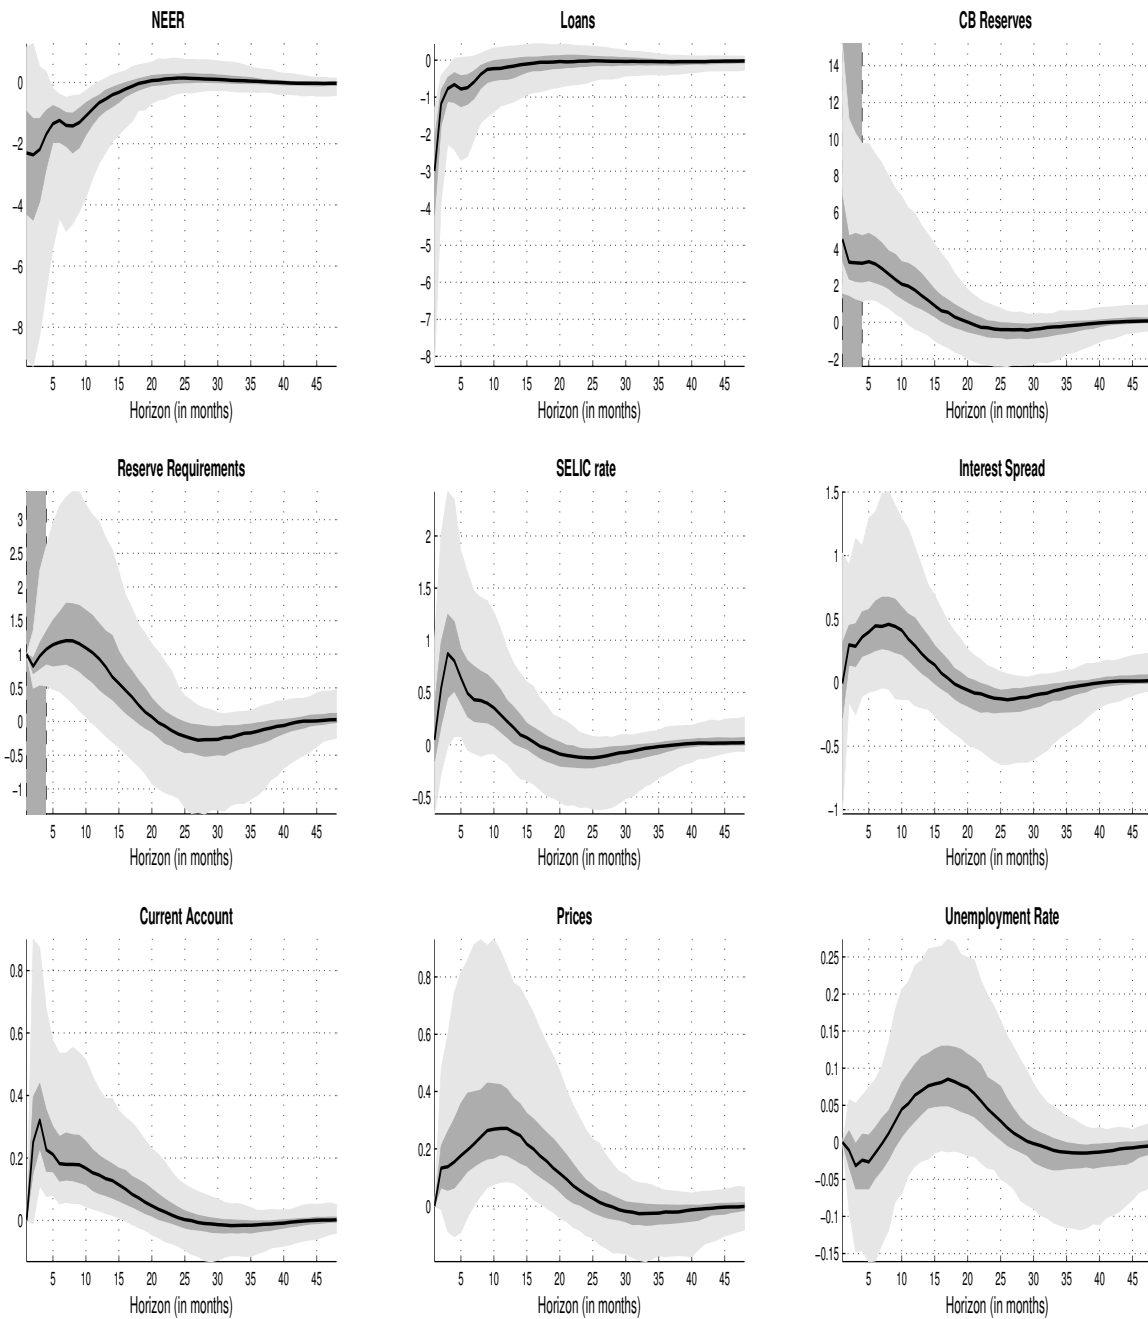 NEER
0
−2
−4
−6
−8
5 10 15 20 25 30 35 40 45
Horizon (in months)
Loans
0
−1
−2
−3
−4
−5
−6
−7
−8
5 10 15 20 25 30 35 40 45
Horizon (in months)
CB Reserves
14
12
10
8
6
4
2
0
−2
5 10 15 20 25 30 35 40 45
Horizon (in months)
Reserve Requirements
3
2.5
2
1.5
1
0.5
0
−0.5
−1
5 10 15 20 25 30 35 40 45
Horizon (in months)
SELIC rate
2
1.5
1
0.5
0
−0.5
5 10 15 20 25 30 35 40 45
Horizon (in months)
Interest Spread
1.5
1
0.5
0
−0.5
−1
5 10 15 20 25 30 35 40 45
Horizon (in months)
Current Account
0.8
0.6
0.4
0.2
0
5 10 15 20 25 30 35 40 45
Horizon (in months)
Prices
0.8
0.6
0.4
0.2
0
5 10 15 20 25 30 35 40 45
Horizon (in months)
Unemployment Rate
0.25
0.2
0.15
0.1
0.05
0
−0.05
−0.1
−0.15
5 10 15 20 25 30 35 40 45
Horizon (in months)